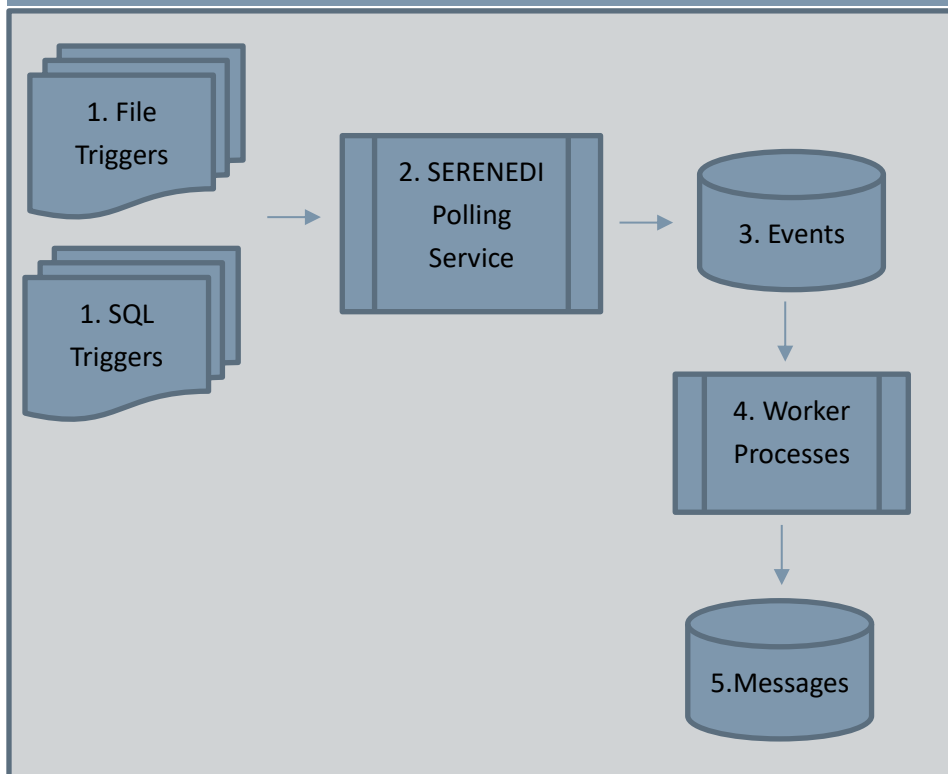 1. File
Triggers
1. SQL
Triggers
2. SERENEDI
Polling
Service
3. Events
4. Worker
Processes
5.Messages